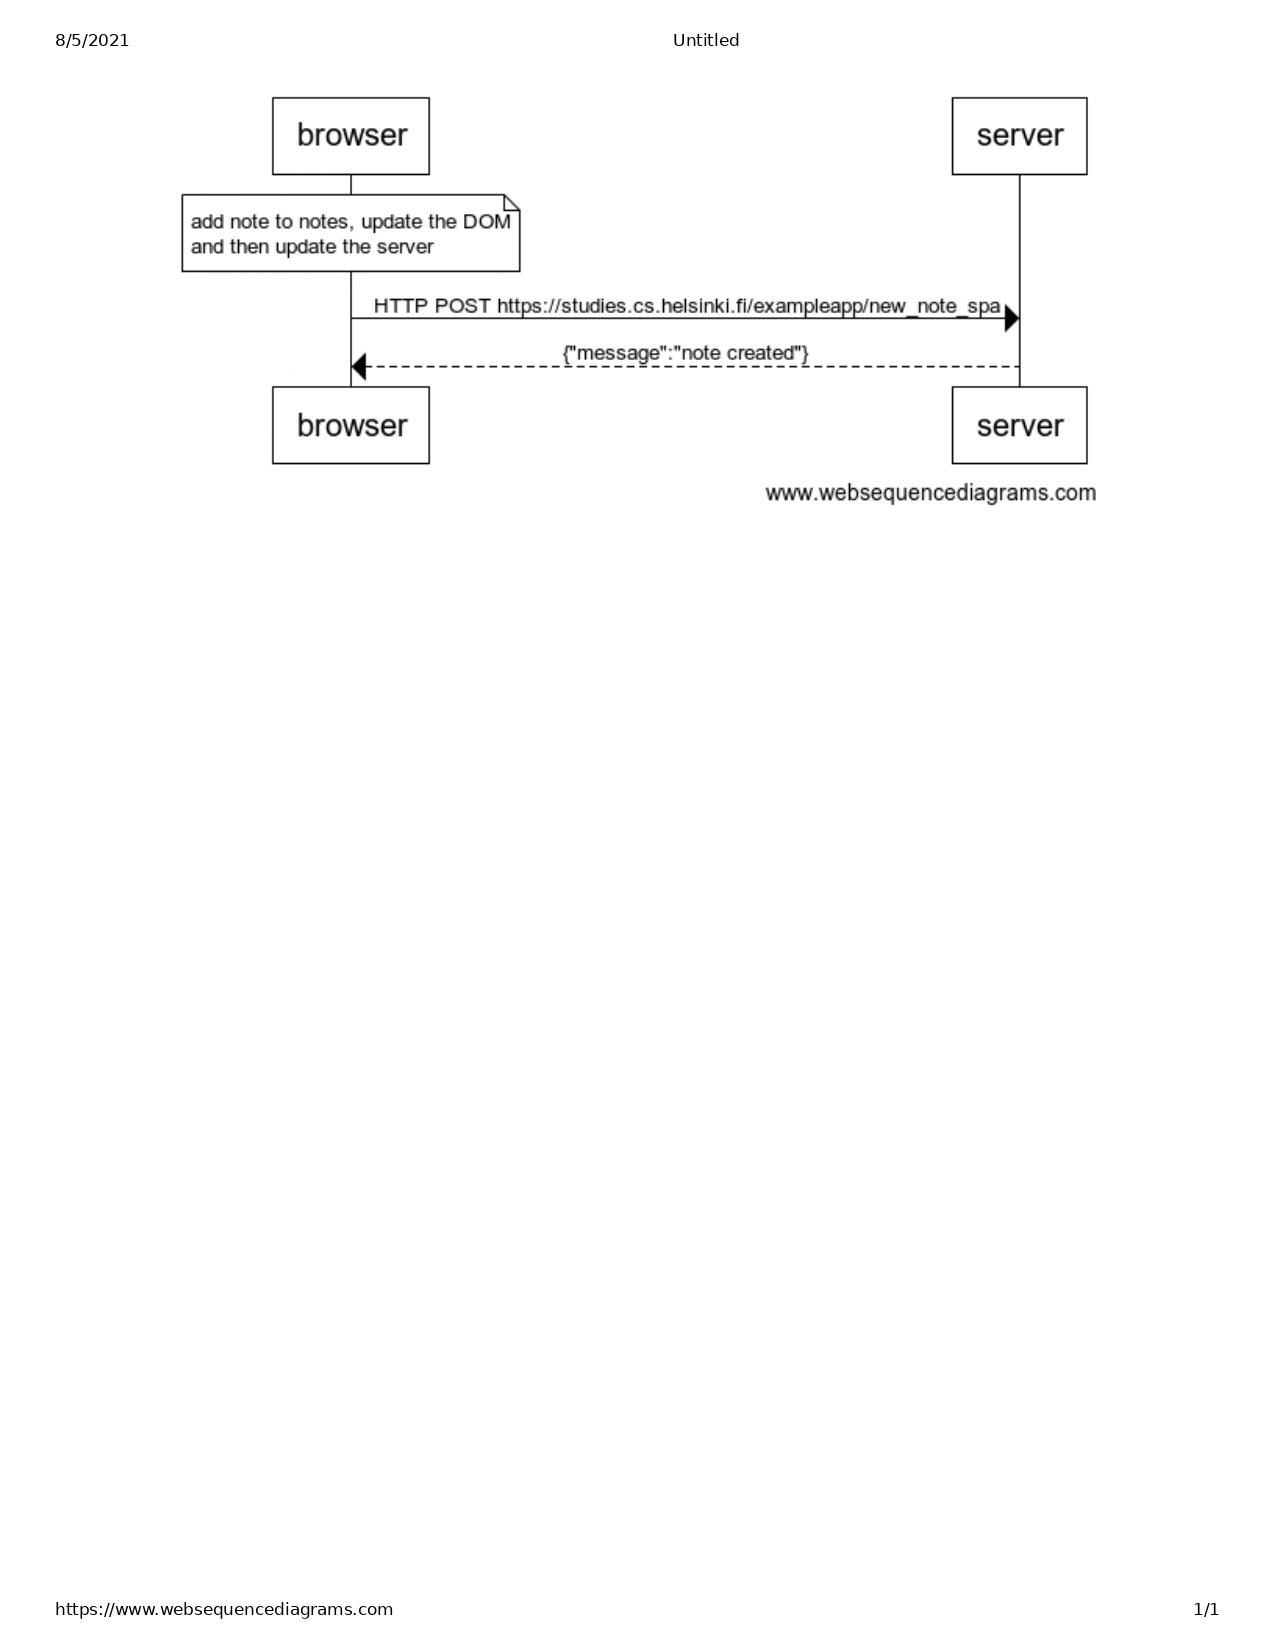 8/5/2021 Untitled
browser server
add note to notes, update the DOM
and then update the server
HTTP POST https://studies.cs.helsinki.fi/exampleapp/new_note_spa
{"message":"note created"}
browser server
www.websequencediagrams.com
https://www.websequencediagrams.com 1/1